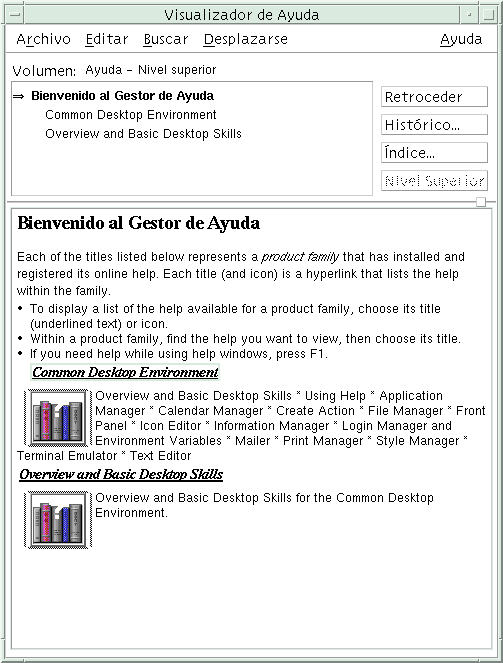 Visualizador de Ayuda
Archivo Editar Buscar Desplazarse Ayuda
Volumen: Ayuda - Nivel superior
⇒ Bienvenido al Gestor de Ayuda
Common Desktop Environment
Overview and Basic Desktop Skills
Retroceder
Histórico...
Índice...
Nivel Superior
Bienvenido al Gestor de Ayuda
Each of the titles listed below represents a product family that has installed and
registered its online help. Each title (and icon) is a hyperlink that lists the help
within the family.
• To display a list of the help available for a product family, choose its title
(underlined text) or icon.
• Within a product family, find the help you want to view, then choose its title.
• If you need help while using help windows, press F1.
Common Desktop Environment
Overview and Basic Desktop Skills * Using Help * Application
Manager * Calendar Manager * Create Action * File Manager * Front
Panel * Icon Editor * Information Manager * Login Manager and
Environment Variables * Mailer * Print Manager * Style Manager *
Terminal Emulator * Text Editor
Overview and Basic Desktop Skills
Overview and Basic Desktop Skills for the Common Desktop
Environment.